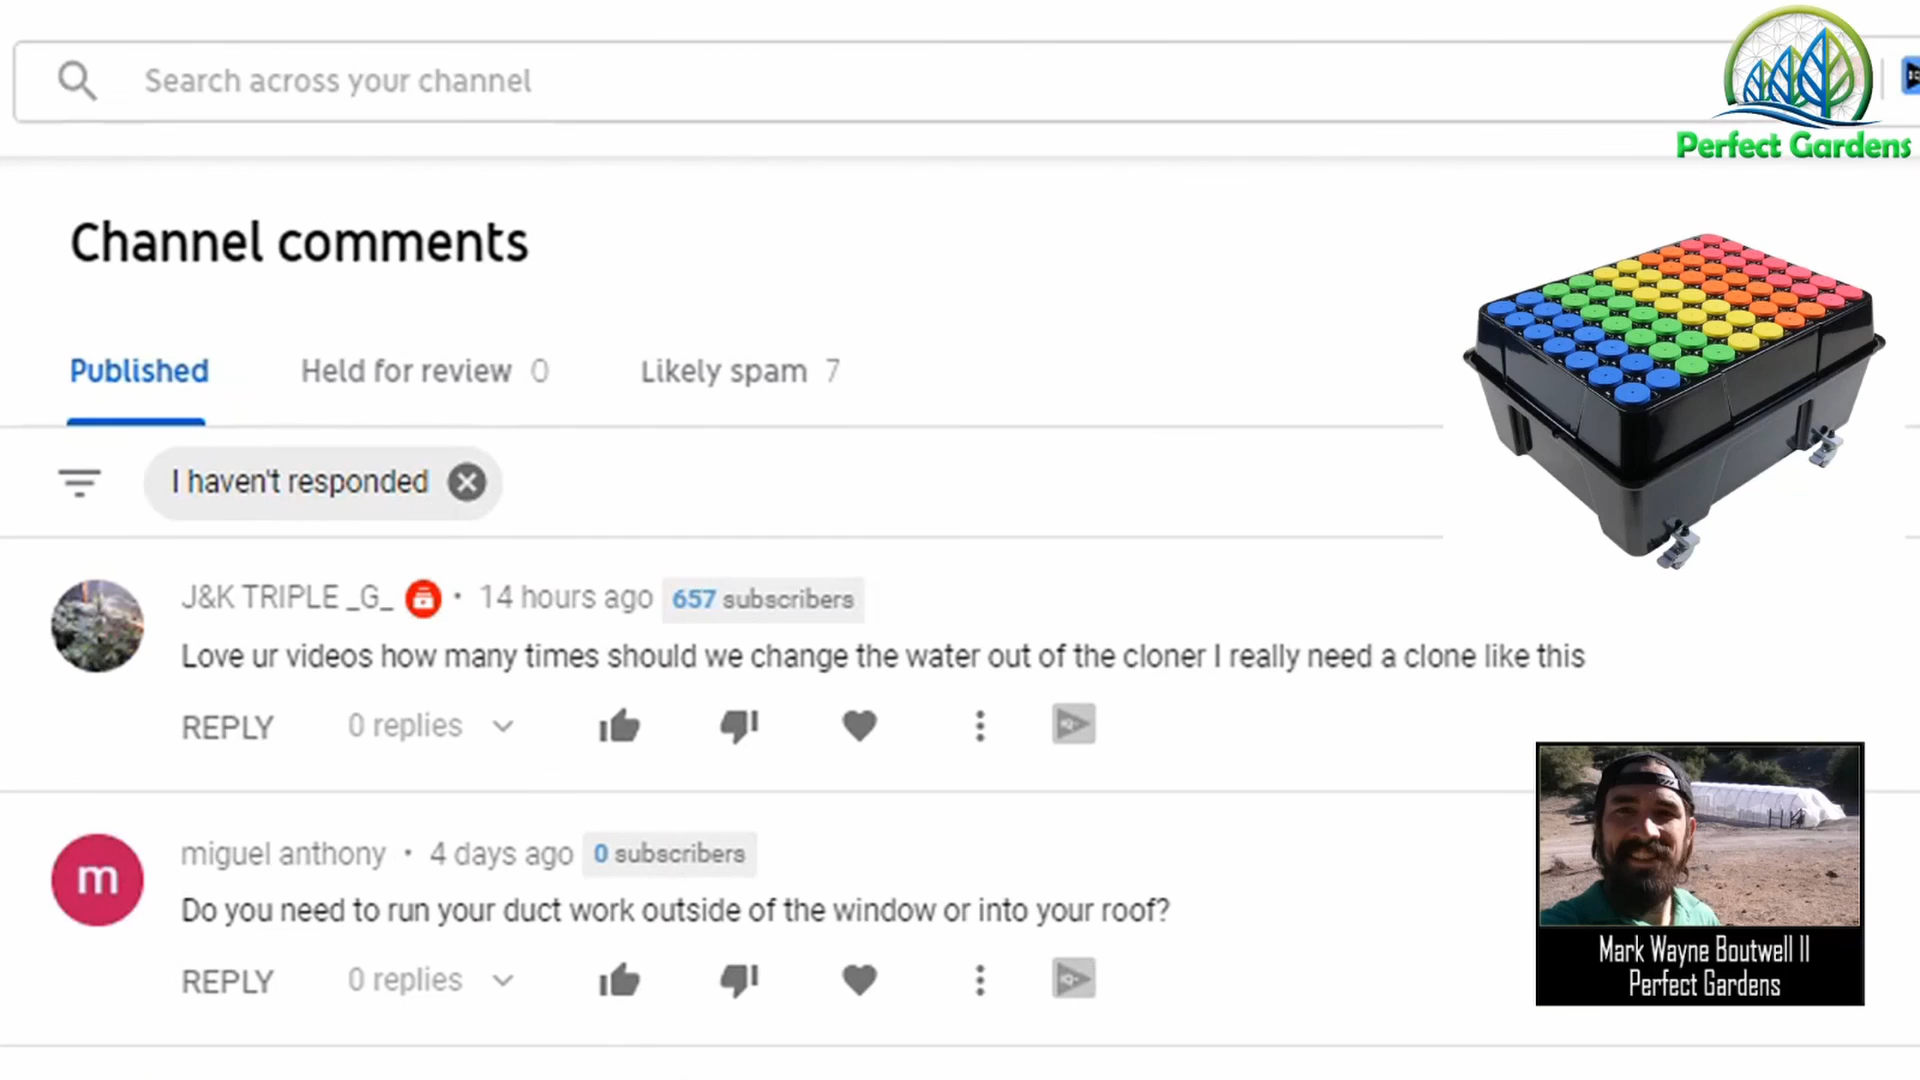 Search across your channel
Perfect Gardens
Channel comments
Published
Held for review 0
Likely spam 7
I haven't responded
J&K TRIPLE _G_ • 14 hours ago 657 subscribers
Love ur videos how many times should we change the water out of the cloner I really need a clone like this
REPLY 0 replies
m
miguel anthony • 4 days ago 0 subscribers
Do you need to run your duct work outside of the window or into your roof?
REPLY 0 replies
Mark Wayne Boutwell II
Perfect Gardens